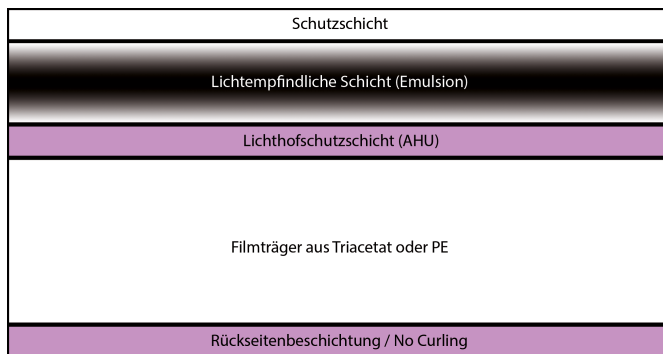 Schutzschicht
Lichtempfindliche Schicht (Emulsion)
Lichthofschutzschicht (AHU)
Filmträger aus Triacetat oder PE
Rückseitenbeschichtung / No Curling